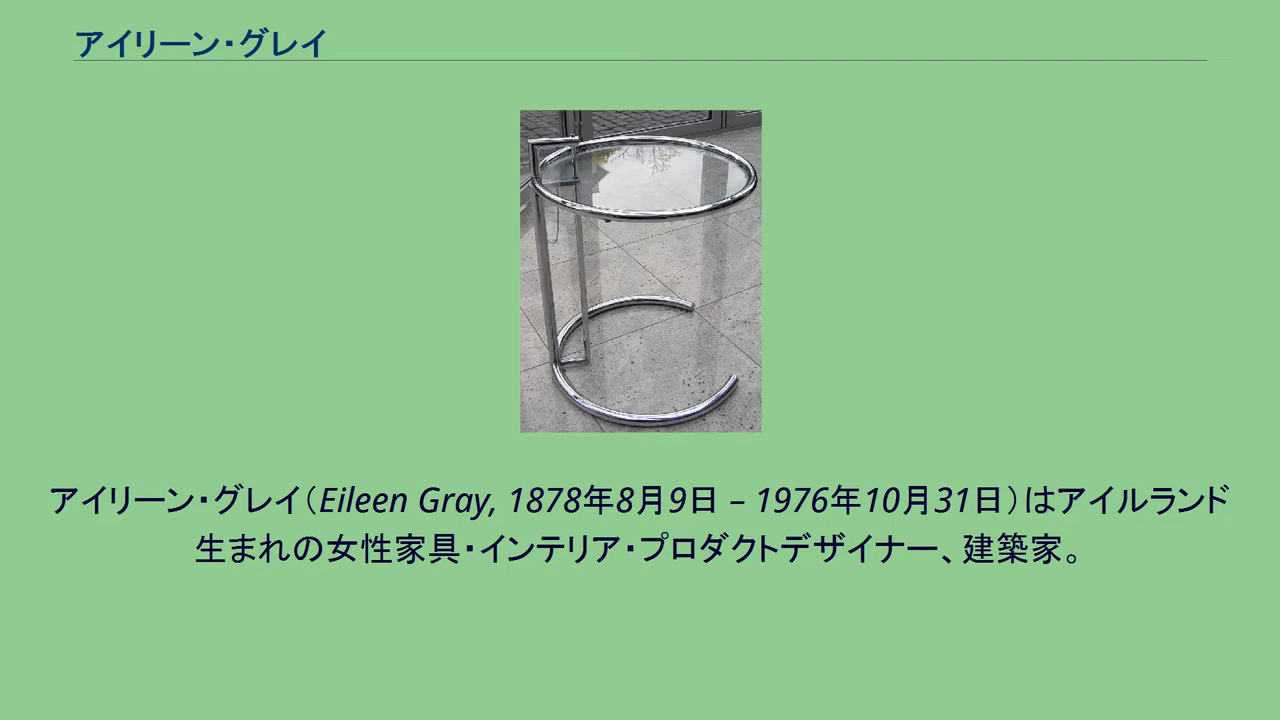 アイリーン・グレイ
アイリーン・グレイ（Eileen Gray, 1878年8月9日 – 1976年10月31日）はアイルランド
生まれの女性家具・インテリア・プロダクトデザイナー、建築家。